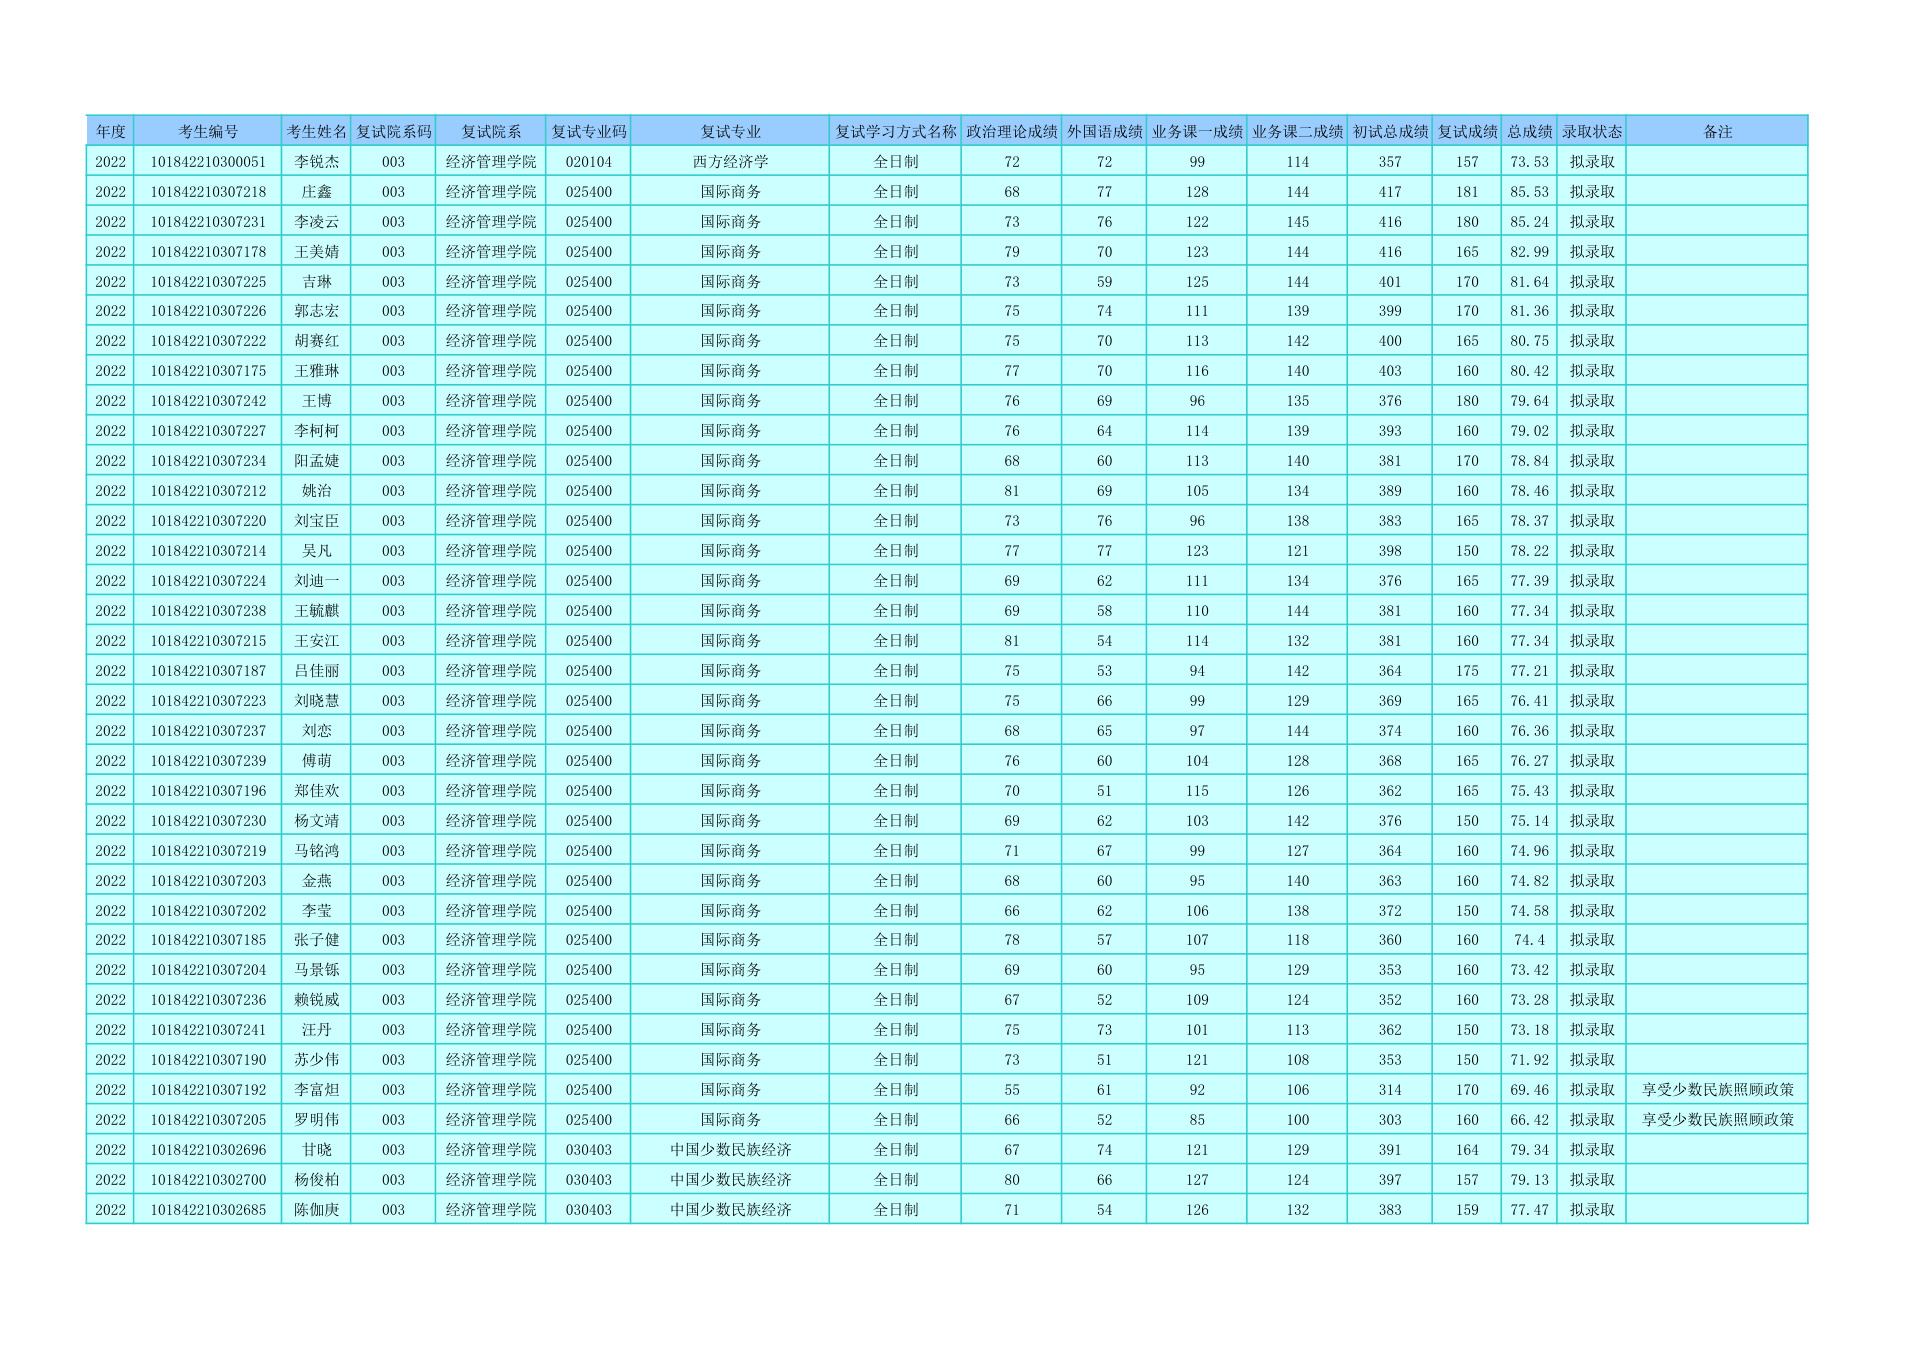 年度 考生编号 考生姓名 复试院系码 复试院系 复试专业码 复试专业 复试学习方式名称 政治理论成绩 外国语成绩 业务课一成绩 业务课二成绩 初试总成绩 复试成绩 总成绩 录取状态 备注
2022 101842210300051 李锐杰 003 经济管理学院 020104 西方经济学 全日制 72 72 99 114 357 157 73.53 拟录取
2022 101842210307218 庄鑫 003 经济管理学院 025400 国际商务 全日制 68 77 128 144 417 181 85.53 拟录取
2022 101842210307231 李凌云 003 经济管理学院 025400 国际商务 全日制 73 76 122 145 416 180 85.24 拟录取
2022 101842210307178 王美婧 003 经济管理学院 025400 国际商务 全日制 79 70 123 144 416 165 82.99 拟录取
2022 101842210307225 吉琳 003 经济管理学院 025400 国际商务 全日制 73 59 125 144 401 170 81.64 拟录取
2022 101842210307226 郭志宏 003 经济管理学院 025400 国际商务 全日制 75 74 111 139 399 170 81.36 拟录取
2022 101842210307222 胡赛红 003 经济管理学院 025400 国际商务 全日制 75 70 113 142 400 165 80.75 拟录取
2022 101842210307175 王雅琳 003 经济管理学院 025400 国际商务 全日制 77 70 116 140 403 160 80.42 拟录取
2022 101842210307242 王博 003 经济管理学院 025400 国际商务 全日制 76 69 96 135 376 180 79.64 拟录取
2022 101842210307227 李柯柯 003 经济管理学院 025400 国际商务 全日制 76 64 114 139 393 160 79.02 拟录取
2022 101842210307234 阳孟婕 003 经济管理学院 025400 国际商务 全日制 68 60 113 140 381 170 78.84 拟录取
2022 101842210307212 姚治 003 经济管理学院 025400 国际商务 全日制 81 69 105 134 389 160 78.46 拟录取
2022 101842210307220 刘宝臣 003 经济管理学院 025400 国际商务 全日制 73 76 96 138 383 165 78.37 拟录取
2022 101842210307214 吴凡 003 经济管理学院 025400 国际商务 全日制 77 77 123 121 398 150 78.22 拟录取
2022 101842210307224 刘迪一 003 经济管理学院 025400 国际商务 全日制 69 62 111 134 376 165 77.39 拟录取
2022 101842210307238 王毓麒 003 经济管理学院 025400 国际商务 全日制 69 58 110 144 381 160 77.34 拟录取
2022 101842210307215 王安江 003 经济管理学院 025400 国际商务 全日制 81 54 114 132 381 160 77.34 拟录取
2022 101842210307187 吕佳丽 003 经济管理学院 025400 国际商务 全日制 75 53 94 142 364 175 77.21 拟录取
2022 101842210307223 刘晓慧 003 经济管理学院 025400 国际商务 全日制 75 66 99 129 369 165 76.41 拟录取
2022 101842210307237 刘恋 003 经济管理学院 025400 国际商务 全日制 68 65 97 144 374 160 76.36 拟录取
2022 101842210307239 傅萌 003 经济管理学院 025400 国际商务 全日制 76 60 104 128 368 165 76.27 拟录取
2022 101842210307196 郑佳欢 003 经济管理学院 025400 国际商务 全日制 70 51 115 126 362 165 75.43 拟录取
2022 101842210307230 杨文靖 003 经济管理学院 025400 国际商务 全日制 69 62 103 142 376 150 75.14 拟录取
2022 101842210307219 马铭鸿 003 经济管理学院 025400 国际商务 全日制 71 67 99 127 364 160 74.96 拟录取
2022 101842210307203 金燕 003 经济管理学院 025400 国际商务 全日制 68 60 95 140 363 160 74.82 拟录取
2022 101842210307202 李莹 003 经济管理学院 025400 国际商务 全日制 66 62 106 138 372 150 74.58 拟录取
2022 101842210307185 张子健 003 经济管理学院 025400 国际商务 全日制 78 57 107 118 360 160 74.4 拟录取
2022 101842210307204 马景铄 003 经济管理学院 025400 国际商务 全日制 69 60 95 129 353 160 73.42 拟录取
2022 101842210307236 赖锐威 003 经济管理学院 025400 国际商务 全日制 67 52 109 124 352 160 73.28 拟录取
2022 101842210307241 汪丹 003 经济管理学院 025400 国际商务 全日制 75 73 101 113 362 150 73.18 拟录取
2022 101842210307190 苏少伟 003 经济管理学院 025400 国际商务 全日制 73 51 121 108 353 150 71.92 拟录取
2022 101842210307192 李富炟 003 经济管理学院 025400 国际商务 全日制 55 61 92 106 314 170 69.46 拟录取 享受少数民族照顾政策
2022 101842210307205 罗明伟 003 经济管理学院 025400 国际商务 全日制 66 52 85 100 303 160 66.42 拟录取 享受少数民族照顾政策
2022 101842210302696 甘晓 003 经济管理学院 030403 中国少数民族经济 全日制 67 74 121 129 391 164 79.34 拟录取
2022 101842210302700 杨俊柏 003 经济管理学院 030403 中国少数民族经济 全日制 80 66 127 124 397 157 79.13 拟录取
2022 101842210302685 陈伽庚 003 经济管理学院 030403 中国少数民族经济 全日制 71 54 126 132 383 159 77.47 拟录取